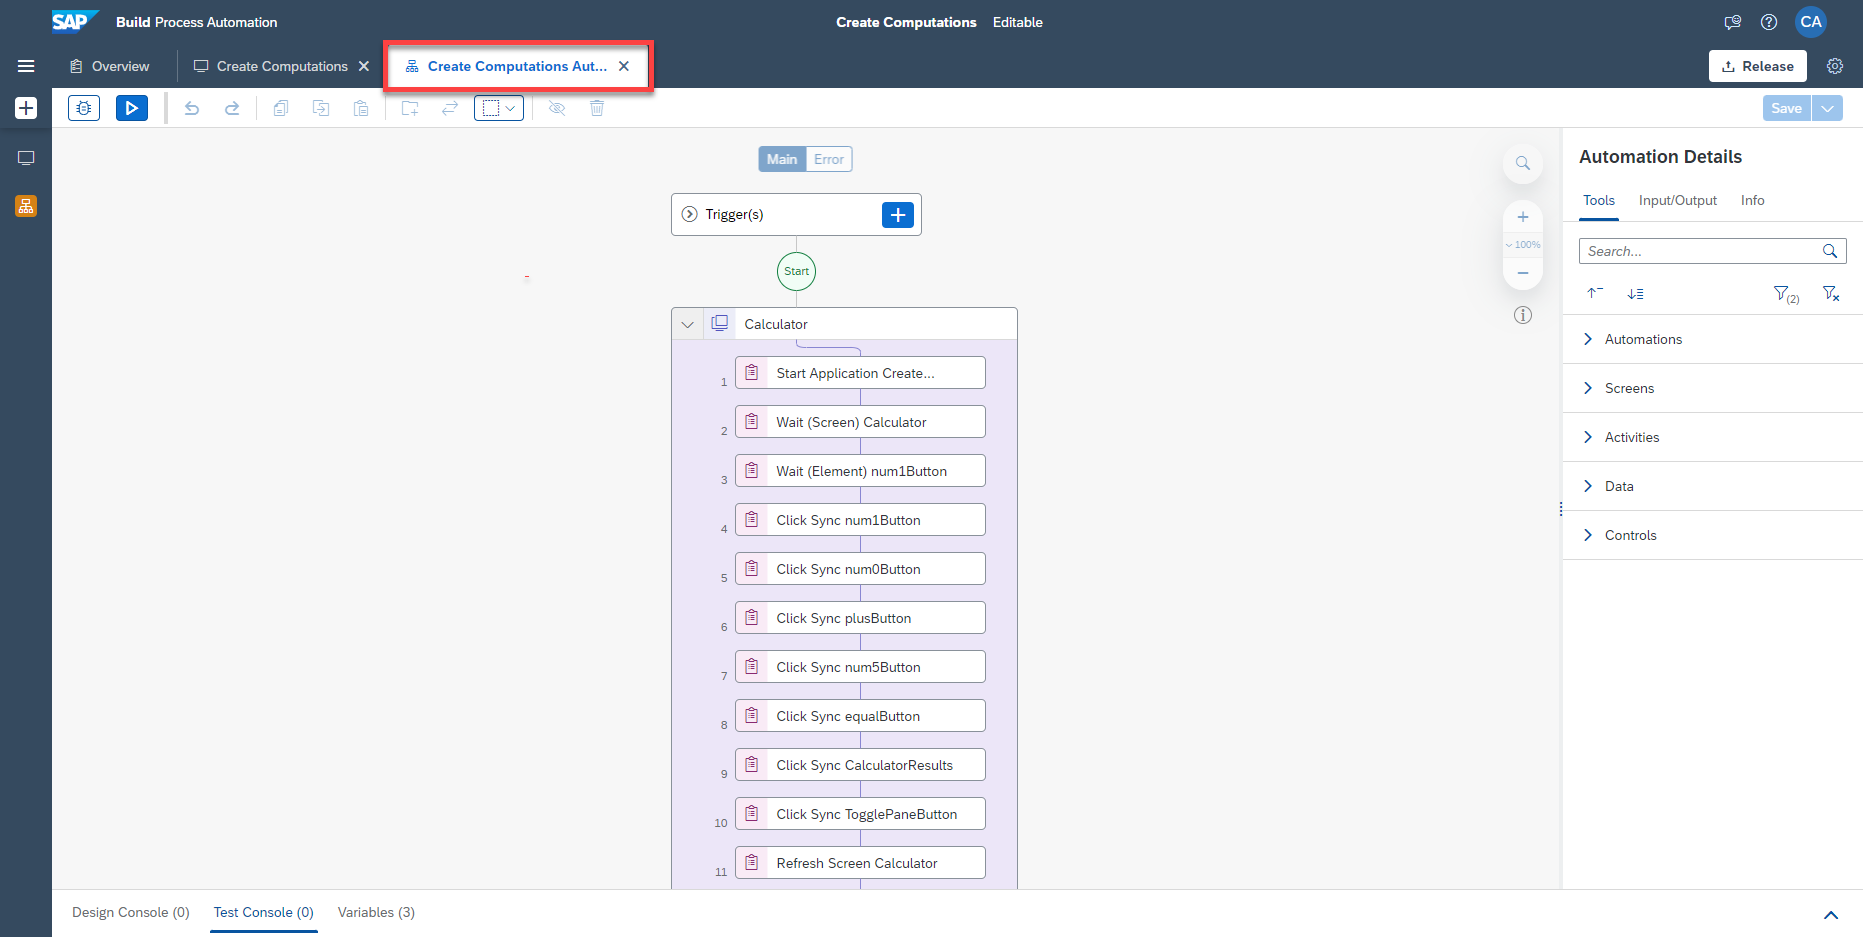 SAP Build Process Automation
Create Computations Editable
CA
Overview
Create Computations
Create Computations Aut...
Release
Save
Main Error
Trigger(s)
Start
Calculator
1 Start Application Create...
2 Wait (Screen) Calculator
3 Wait (Element) num1Button
4 Click Sync num1Button
5 Click Sync num0Button
6 Click Sync plusButton
7 Click Sync num5Button
8 Click Sync equalButton
9 Click Sync CalculatorResults
10 Click Sync TogglePaneButton
11 Refresh Screen Calculator
100%
Automation Details
Tools Input/Output Info
Search...
(2)
Automations
Screens
Activities
Data
Controls
Design Console (0) Test Console (0) Variables (3)